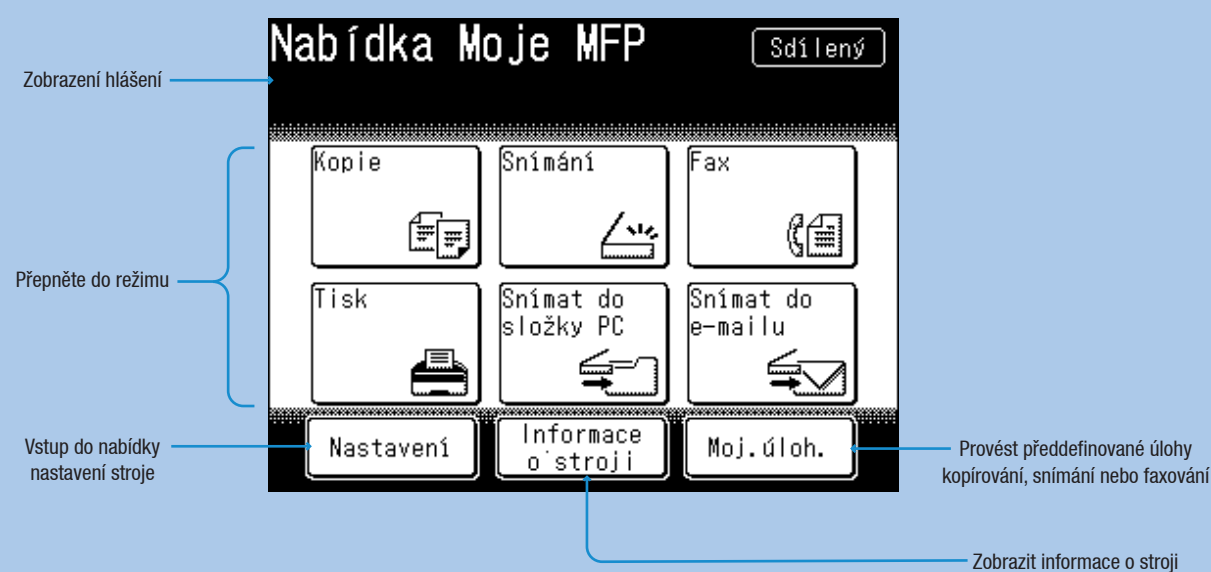 Nabídka Moje MFP
Sdílený
Zobrazení hlášení
Kopie
Snímání
Fax
Přepněte do režimu
Tisk
Snímat do
složky PC
Snímat do
e-mailu
Vstup do nabídky
nastavení stroje
Nastavení
Informace
o stroji
Moj.úloh.
Provést předdefinované úlohy
kopírování, snímání nebo faxování
Zobrazit informace o stroji